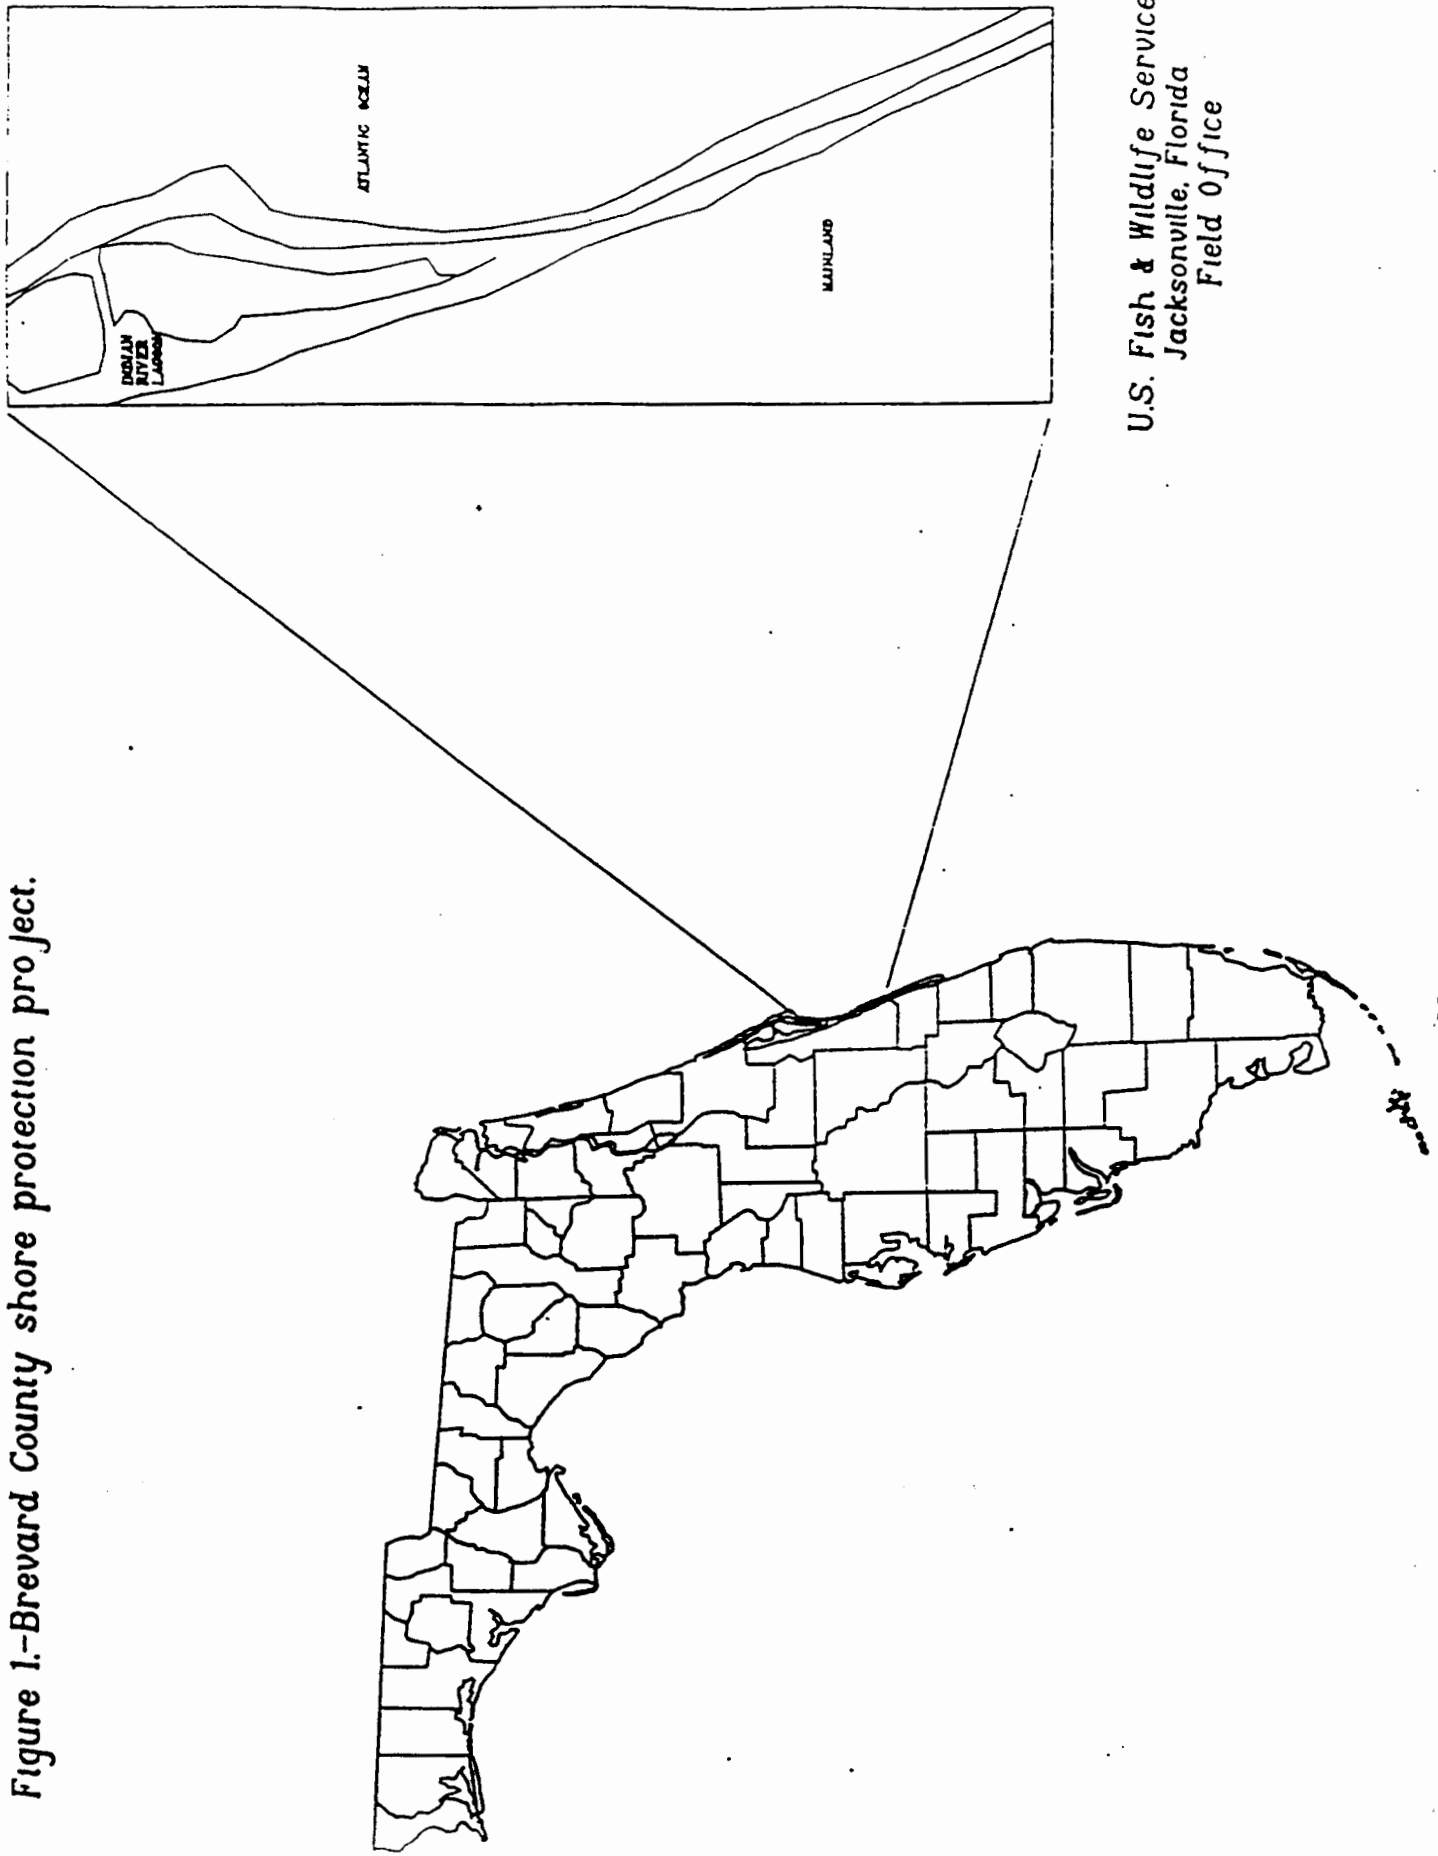 Figure 1.-Brevard County shore protection project.
ATLANTIC OCEAN
INDIAN
RIVER
LAGOON
MAINLAND
U.S. Fish & Wildlife Service
Jacksonville, Florida
Field Office